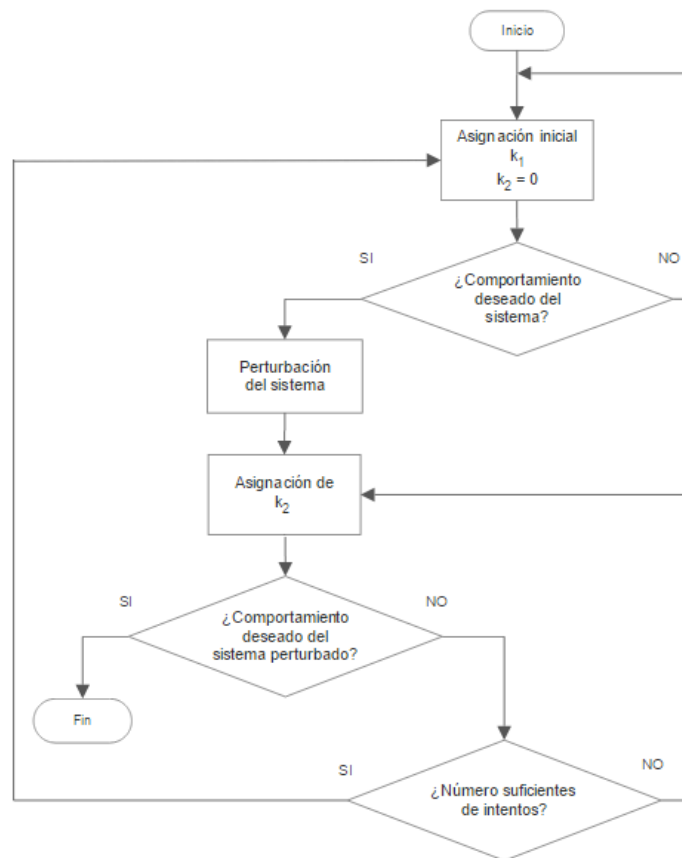 Inicio
Asignación inicial
k₁
k₂ = 0
SI
NO
¿Comportamiento
deseado del
sistema?
Perturbación
del sistema
Asignación de
k₂
SI
NO
¿Comportamiento
deseado del
sistema perturbado?
Fin
SI
NO
¿Número suficientes
de intentos?